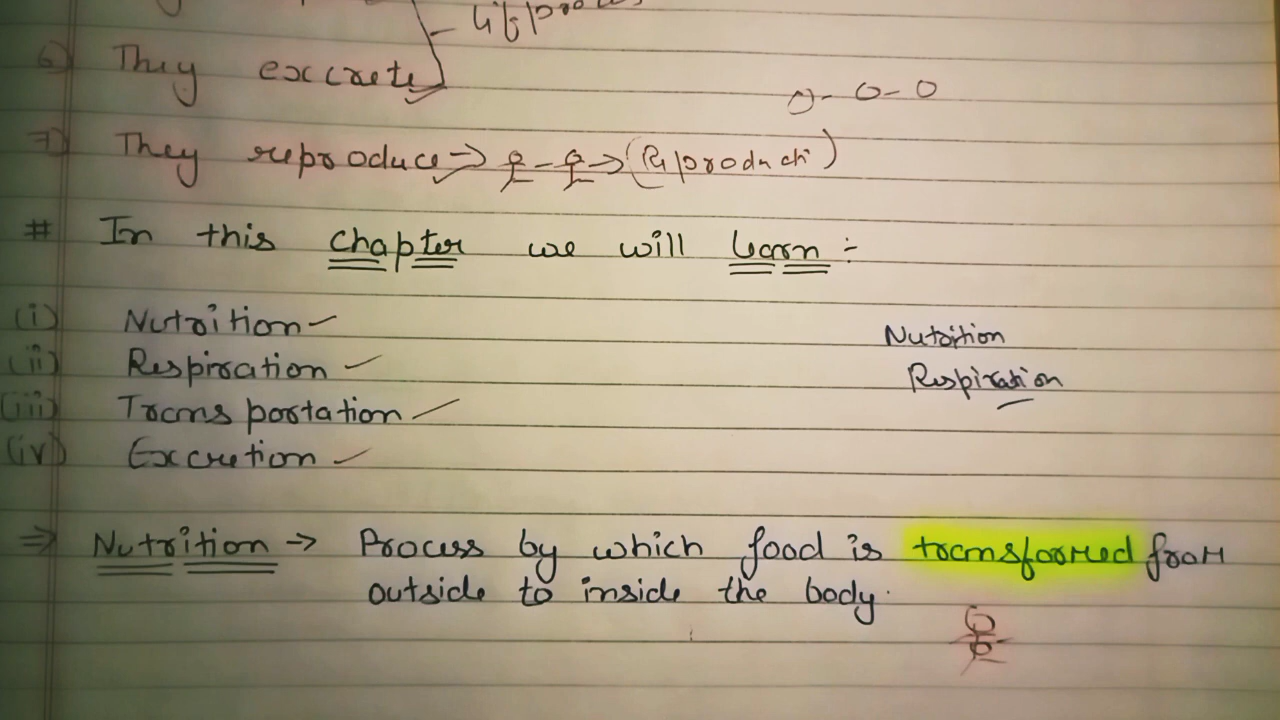 6) They excrete
7) They reproduce → (Reproducti)
# In this chapter we will learn :-
(i) Nutrition
(ii) Respiration
(iii) Transportation
(iv) Excretion
Nutrition
Respiration
⇒ Nutrition → Process by which food is transformed from
outside to inside the body.